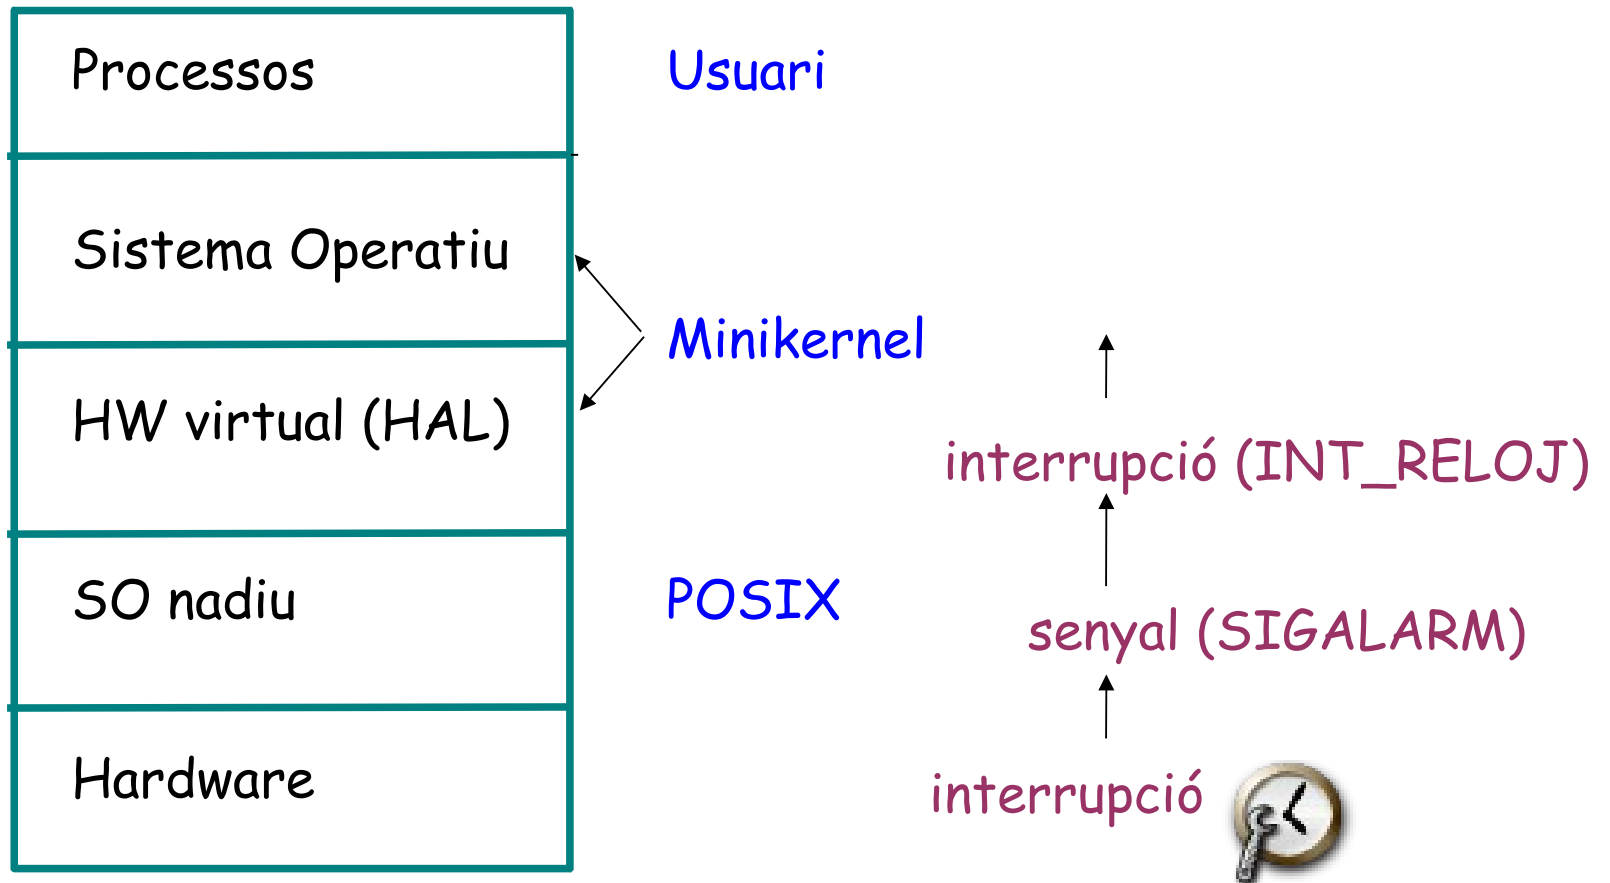 Processos
Usuari
Sistema Operatiu
Minikernel
HW virtual (HAL)
interrupció (INT_RELOJ)
SO nadiu
POSIX
senyal (SIGALARM)
Hardware
interrupció